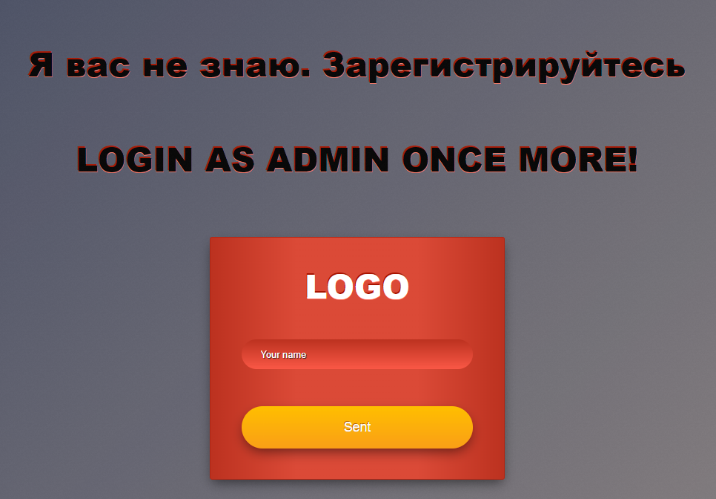 Я вас не знаю. Зарегистрируйтесь
LOGIN AS ADMIN ONCE MORE!
LOGO
Your name
Sent